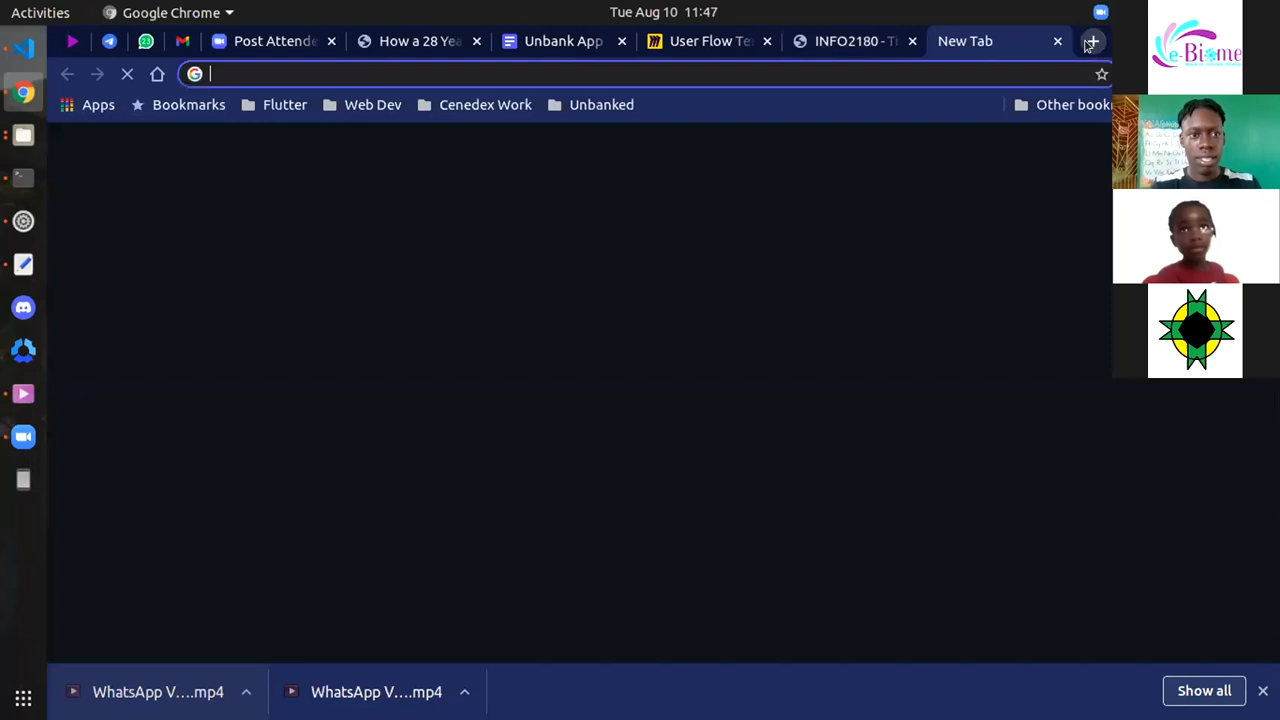 Activities
Google Chrome
Tue Aug 10 11:47
23
Post Attende
How a 28 Yea
Unbank App
User Flow Te
INFO2180 - Ti
New Tab
Apps
Bookmarks
Flutter
Web Dev
Cenedex Work
Unbanked
Other book
e-Biome
WhatsApp V....mp4
WhatsApp V....mp4
Show all